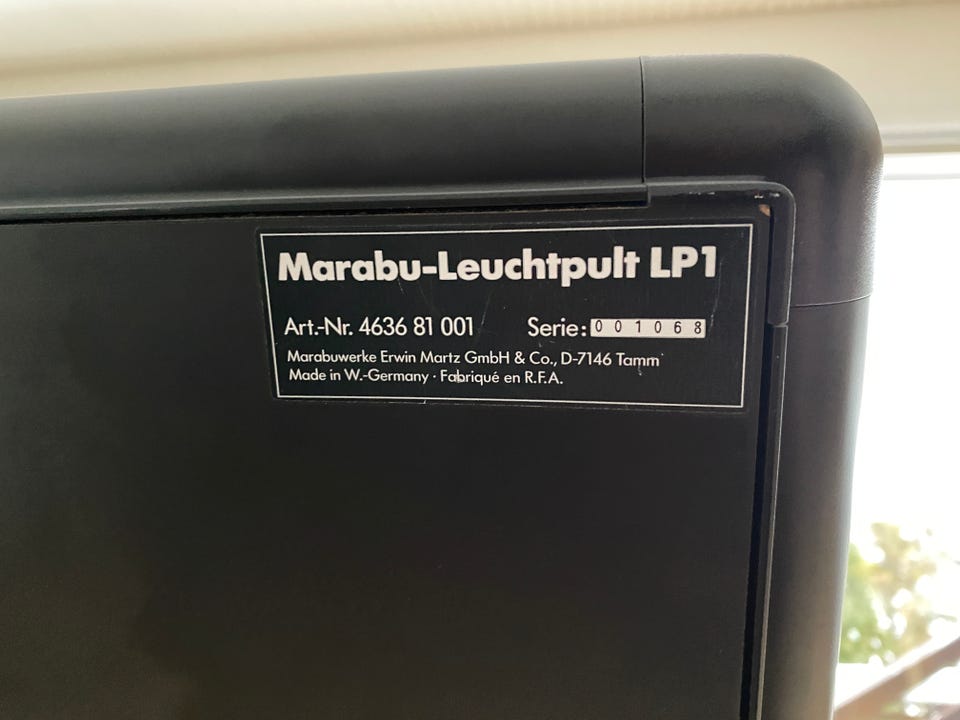 Marabu-Leuchtpult LP1
Art.-Nr. 4636 81 001 Serie: 001068
Marabuwerke Erwin Martz GmbH & Co., D-7146 Tamm
Made in W.-Germany · Fabriqué en R.F.A.